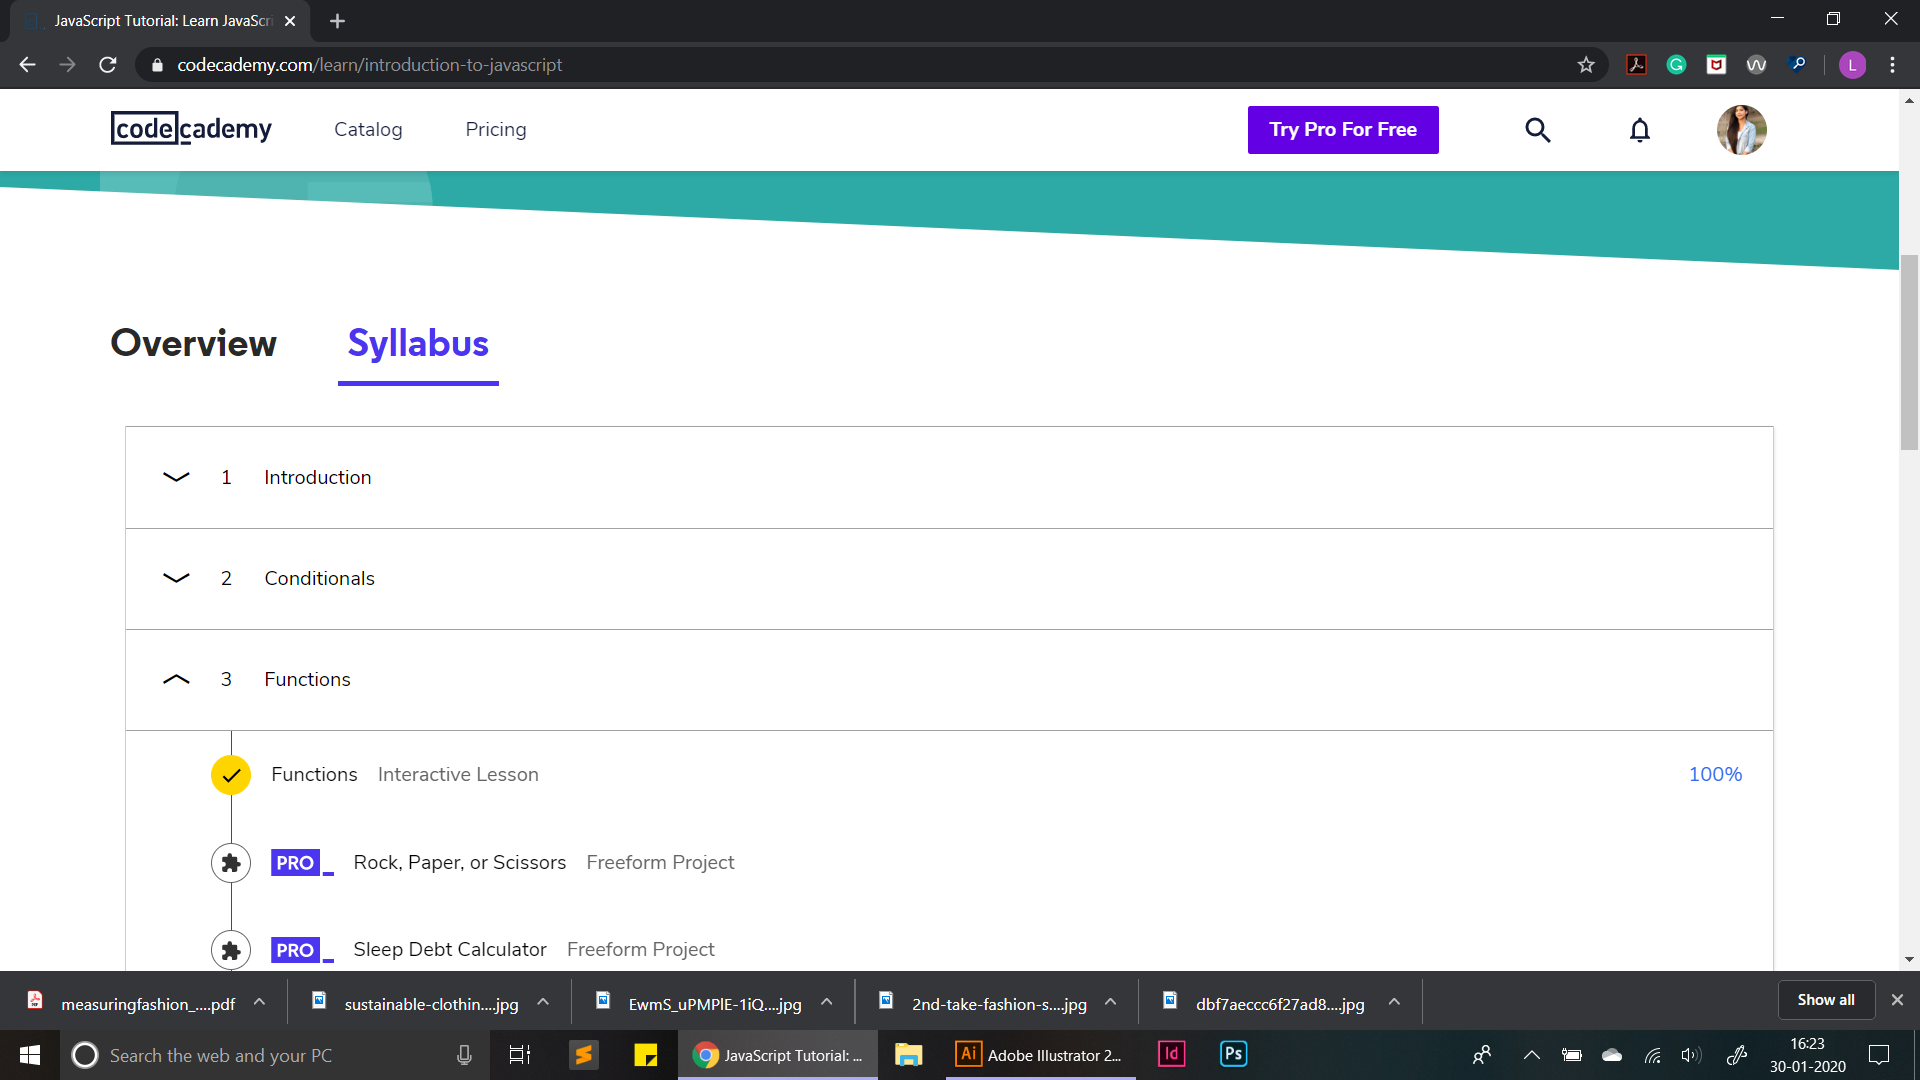 JavaScript Tutorial: Learn JavaScri
codecademy.com/learn/introduction-to-javascript
L
codecademy
Catalog
Pricing
Try Pro For Free
Overview
Syllabus
1 Introduction
2 Conditionals
3 Functions
Functions Interactive Lesson 100%
PRO Rock, Paper, or Scissors Freeform Project
PRO Sleep Debt Calculator Freeform Project
measuringfashion_....pdf
sustainable-clothin....jpg
EwmS_uPMPlE-1iQ....jpg
2nd-take-fashion-s....jpg
dbf7aeccc6f27ad8....jpg
Show all
Search the web and your PC
JavaScript Tutorial: ...
Ai Adobe Illustrator 2...
Id
Ps
16:23
30-01-2020